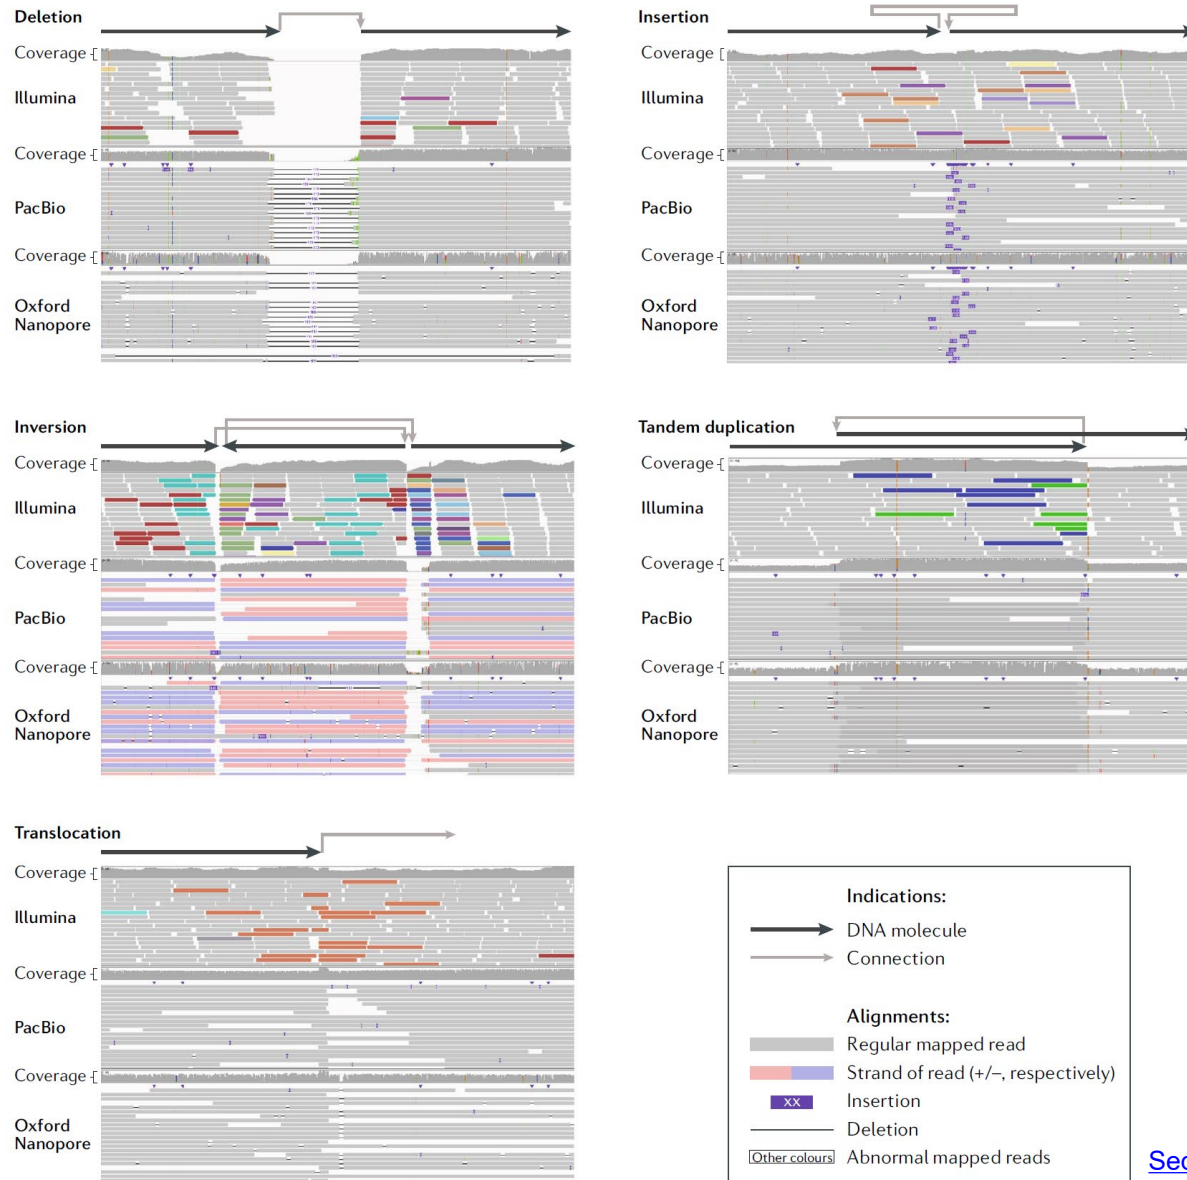 Deletion
Coverage
Illumina
Coverage
PacBio
Coverage
Oxford
Nanopore
Insertion
Coverage
Illumina
Coverage
PacBio
Coverage
Oxford
Nanopore
Inversion
Coverage
Illumina
Coverage
PacBio
Coverage
Oxford
Nanopore
Tandem duplication
Coverage
Illumina
Coverage
PacBio
Coverage
Oxford
Nanopore
Translocation
Coverage
Illumina
Coverage
PacBio
Coverage
Oxford
Nanopore
Indications:
DNA molecule
Connection
Alignments:
Regular mapped read
Strand of read (+/−, respectively)
XX Insertion
Deletion
Other colours Abnormal mapped reads
Sec